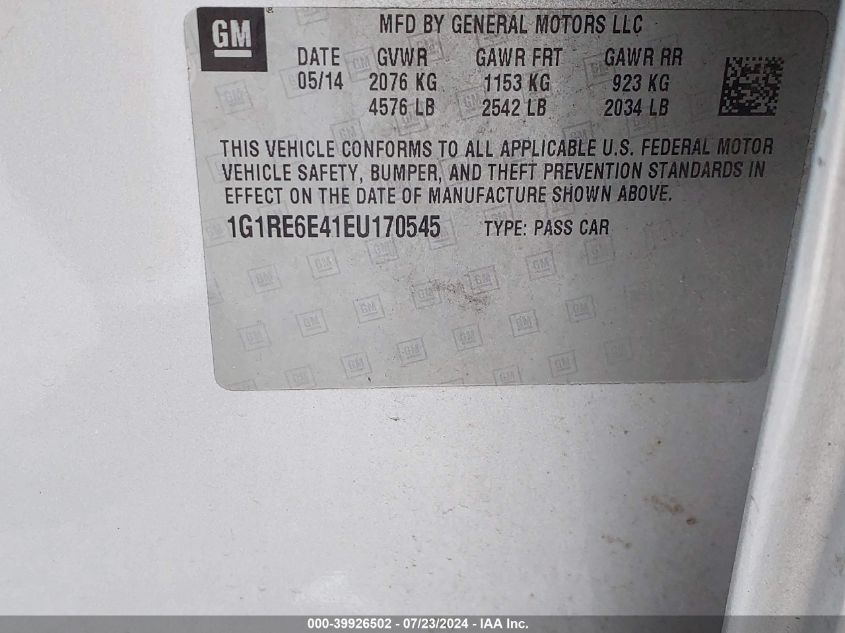 GM
MFD BY GENERAL MOTORS LLC
DATE GVWR GAWR FRT GAWR RR
05/14 2076 KG 1153 KG 923 KG
4576 LB 2542 LB 2034 LB
THIS VEHICLE CONFORMS TO ALL APPLICABLE U.S. FEDERAL MOTOR
VEHICLE SAFETY, BUMPER, AND THEFT PREVENTION STANDARDS IN
EFFECT ON THE DATE OF MANUFACTURE SHOWN ABOVE.
1G1RE6E41EU170545 TYPE: PASS CAR
000-39926502 - 07/23/2024 - IAA Inc.